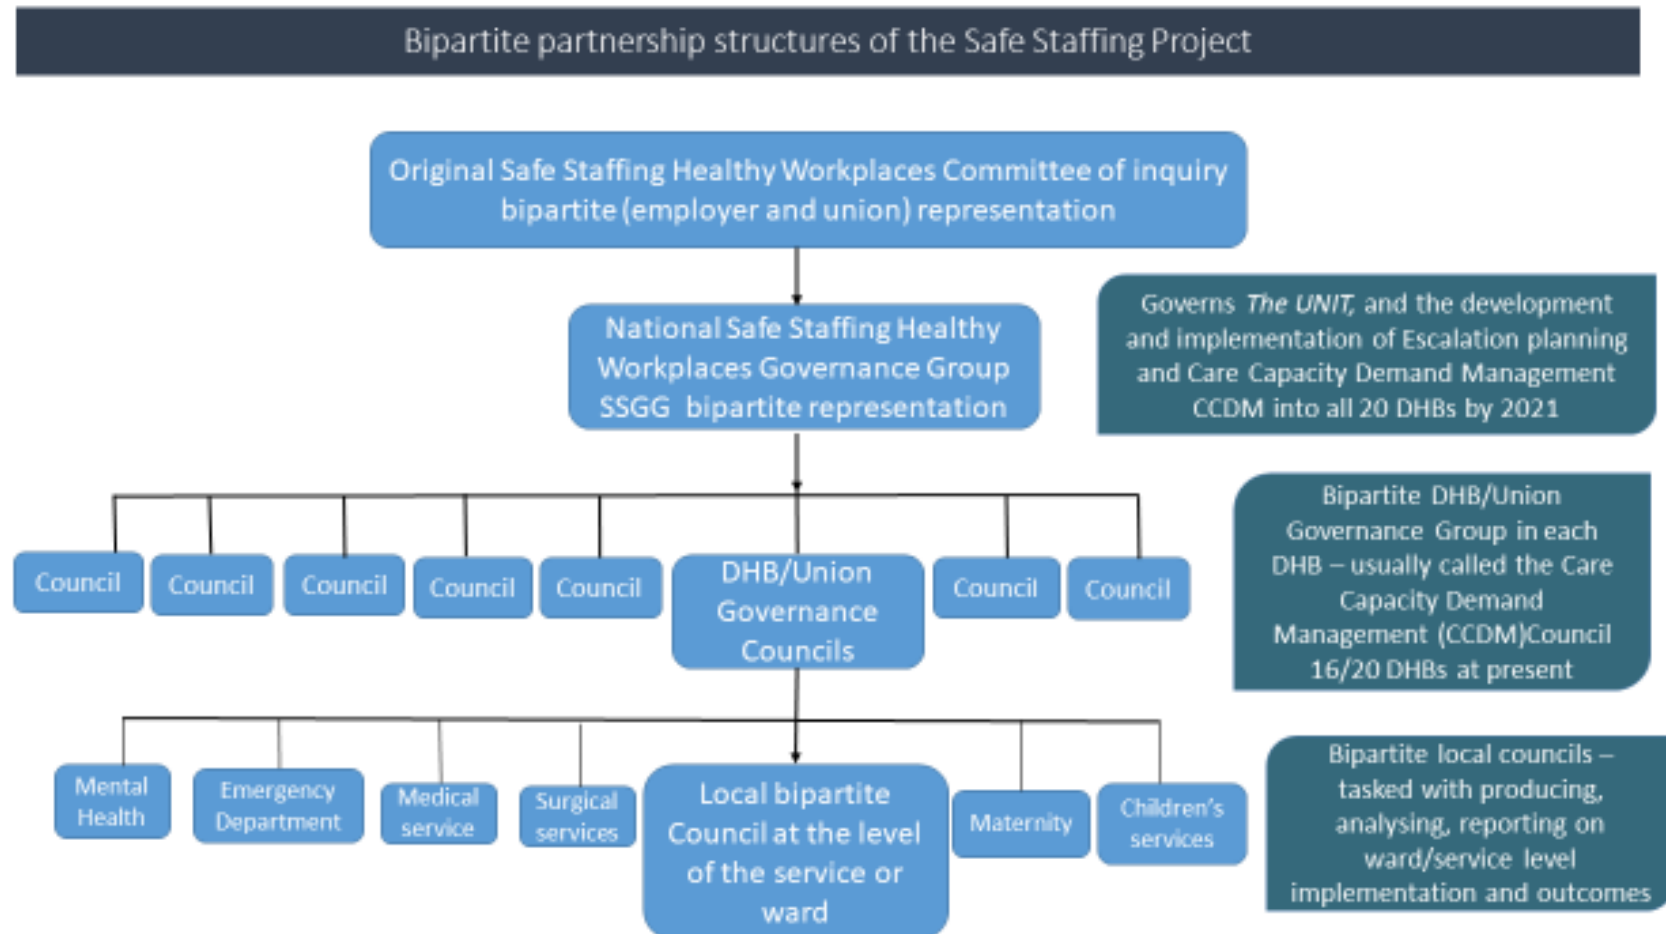 Bipartite partnership structures of the Safe Staffing Project
Original Safe Staffing Healthy Workplaces Committee of inquiry
bipartite (employer and union) representation
National Safe Staffing Healthy
Workplaces Governance Group
SSGG bipartite representation
Governs The UNIT, and the development
and implementation of Escalation planning
and Care Capacity Demand Management
CCDM into all 20 DHBs by 2021
Council
Council
Council
Council
Council
DHB/Union
Governance
Councils
Council
Council
Bipartite DHB/Union
Governance Group in each
DHB – usually called the Care
Capacity Demand
Management (CCDM)Council
16/20 DHBs at present
Mental
Health
Emergency
Department
Medical
service
Surgical
services
Local bipartite
Council at the level
of the service or
ward
Maternity
Children's
services
Bipartite local councils –
tasked with producing,
analysing, reporting on
ward/service level
implementation and outcomes